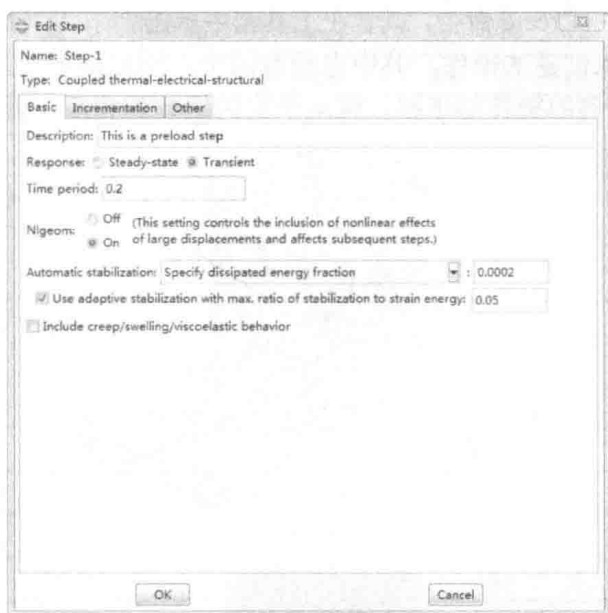 Edit Step
Name: Step-1
Type: Coupled thermal-electrical-structural
Basic Incrementation Other
Description: This is a preload step
Response: Steady-state Transient
Time period: 0.2
Nlgeom: Off (This setting controls the inclusion of nonlinear effects
On of large displacements and affects subsequent steps.)
Automatic stabilization: Specify dissipated energy fraction : 0.0002
Use adaptive stabilization with max. ratio of stabilization to strain energy: 0.05
Include creep/swelling/viscoelastic behavior
OK Cancel